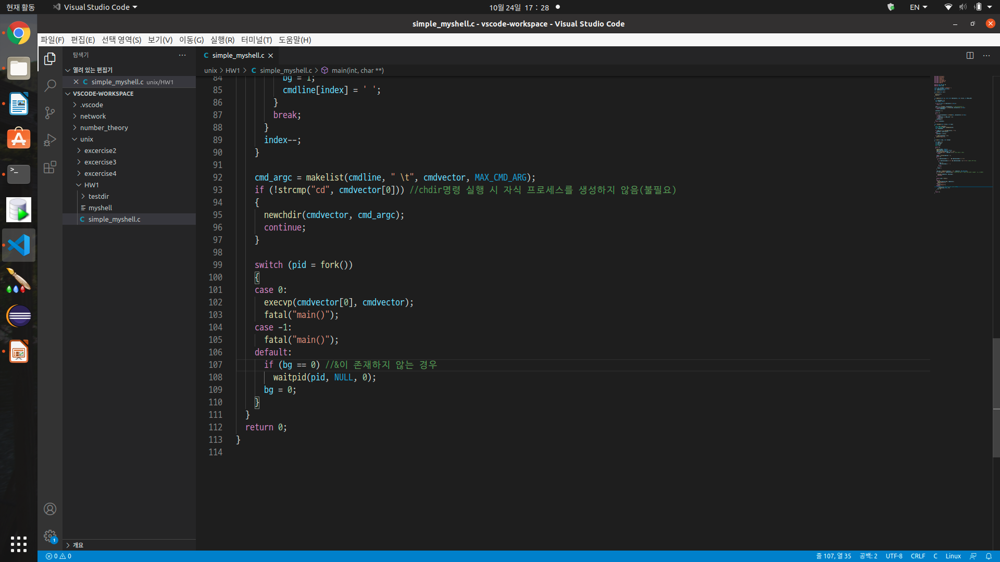 현재 활동
Visual Studio Code
10월 24일 17 : 28
EN
simple_myshell.c - vscode-workspace - Visual Studio Code
파일(F) 편집(E) 선택 영역(S) 보기(V) 이동(G) 실행(R) 터미널(T) 도움말(H)
탐색기
열려 있는 편집기
simple_myshell.c unix/HW1
VSCODE-WORKSPACE
.vscode
network
number_theory
unix
excercise2
excercise3
excercise4
HW1
testdir
myshell
C simple_myshell.c
개요
C simple_myshell.c
unix > HW1 > C simple_myshell.c > main(int, char **)
84 bg = 1;
85 cmdline[index] = ' ';
86 }
87 break;
88 }
89 index--;
90 }
91
92 cmd_argc = makelist(cmdline, " \t", cmdvector, MAX_CMD_ARG);
93 if (!strcmp("cd", cmdvector[0])) //chdir명령 실행 시 자식 프로세스를 생성하지 않음(불필요)
94 {
95 newchdir(cmdvector, cmd_argc);
96 continue;
97 }
98
99 switch (pid = fork())
100 {
101 case 0:
102 execvp(cmdvector[0], cmdvector);
103 fatal("main()");
104 case -1:
105 fatal("main()");
106 default:
107 if (bg == 0) //&이 존재하지 않는 경우
108 waitpid(pid, NULL, 0);
109 bg = 0;
110 }
111 }
112 return 0;
113 }
114
1
0 0
줄 107, 열 35 공백: 2 UTF-8 CRLF C Linux